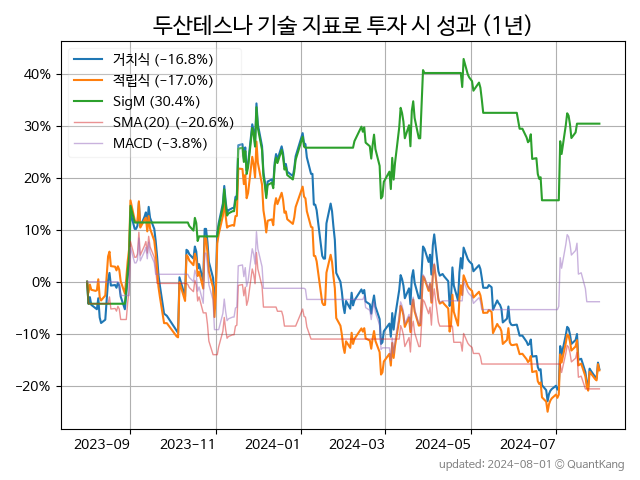 두산테스나 기술 지표로 투자 시 성과 (1년)
거치식 (-16.8%)
적립식 (-17.0%)
SigM (30.4%)
SMA(20) (-20.6%)
MACD (-3.8%)
40%
30%
20%
10%
0%
-10%
-20%
2023-09 2023-11 2024-01 2024-03 2024-05 2024-07
updated: 2024-08-01 © QuantKang